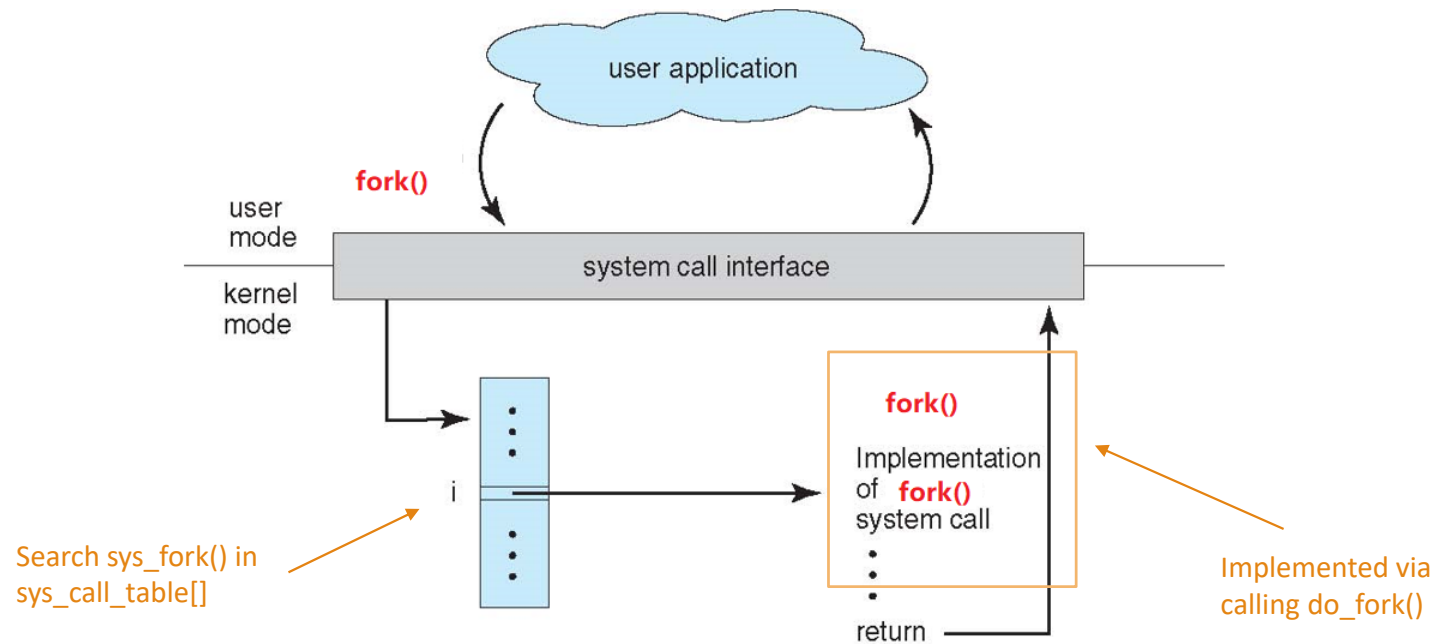 user application
fork()
user
mode
system call interface
kernel
mode
fork()
Implementation
of fork()
system call
i
Search sys_fork() in
sys_call_table[]
Implemented via
calling do_fork()
return